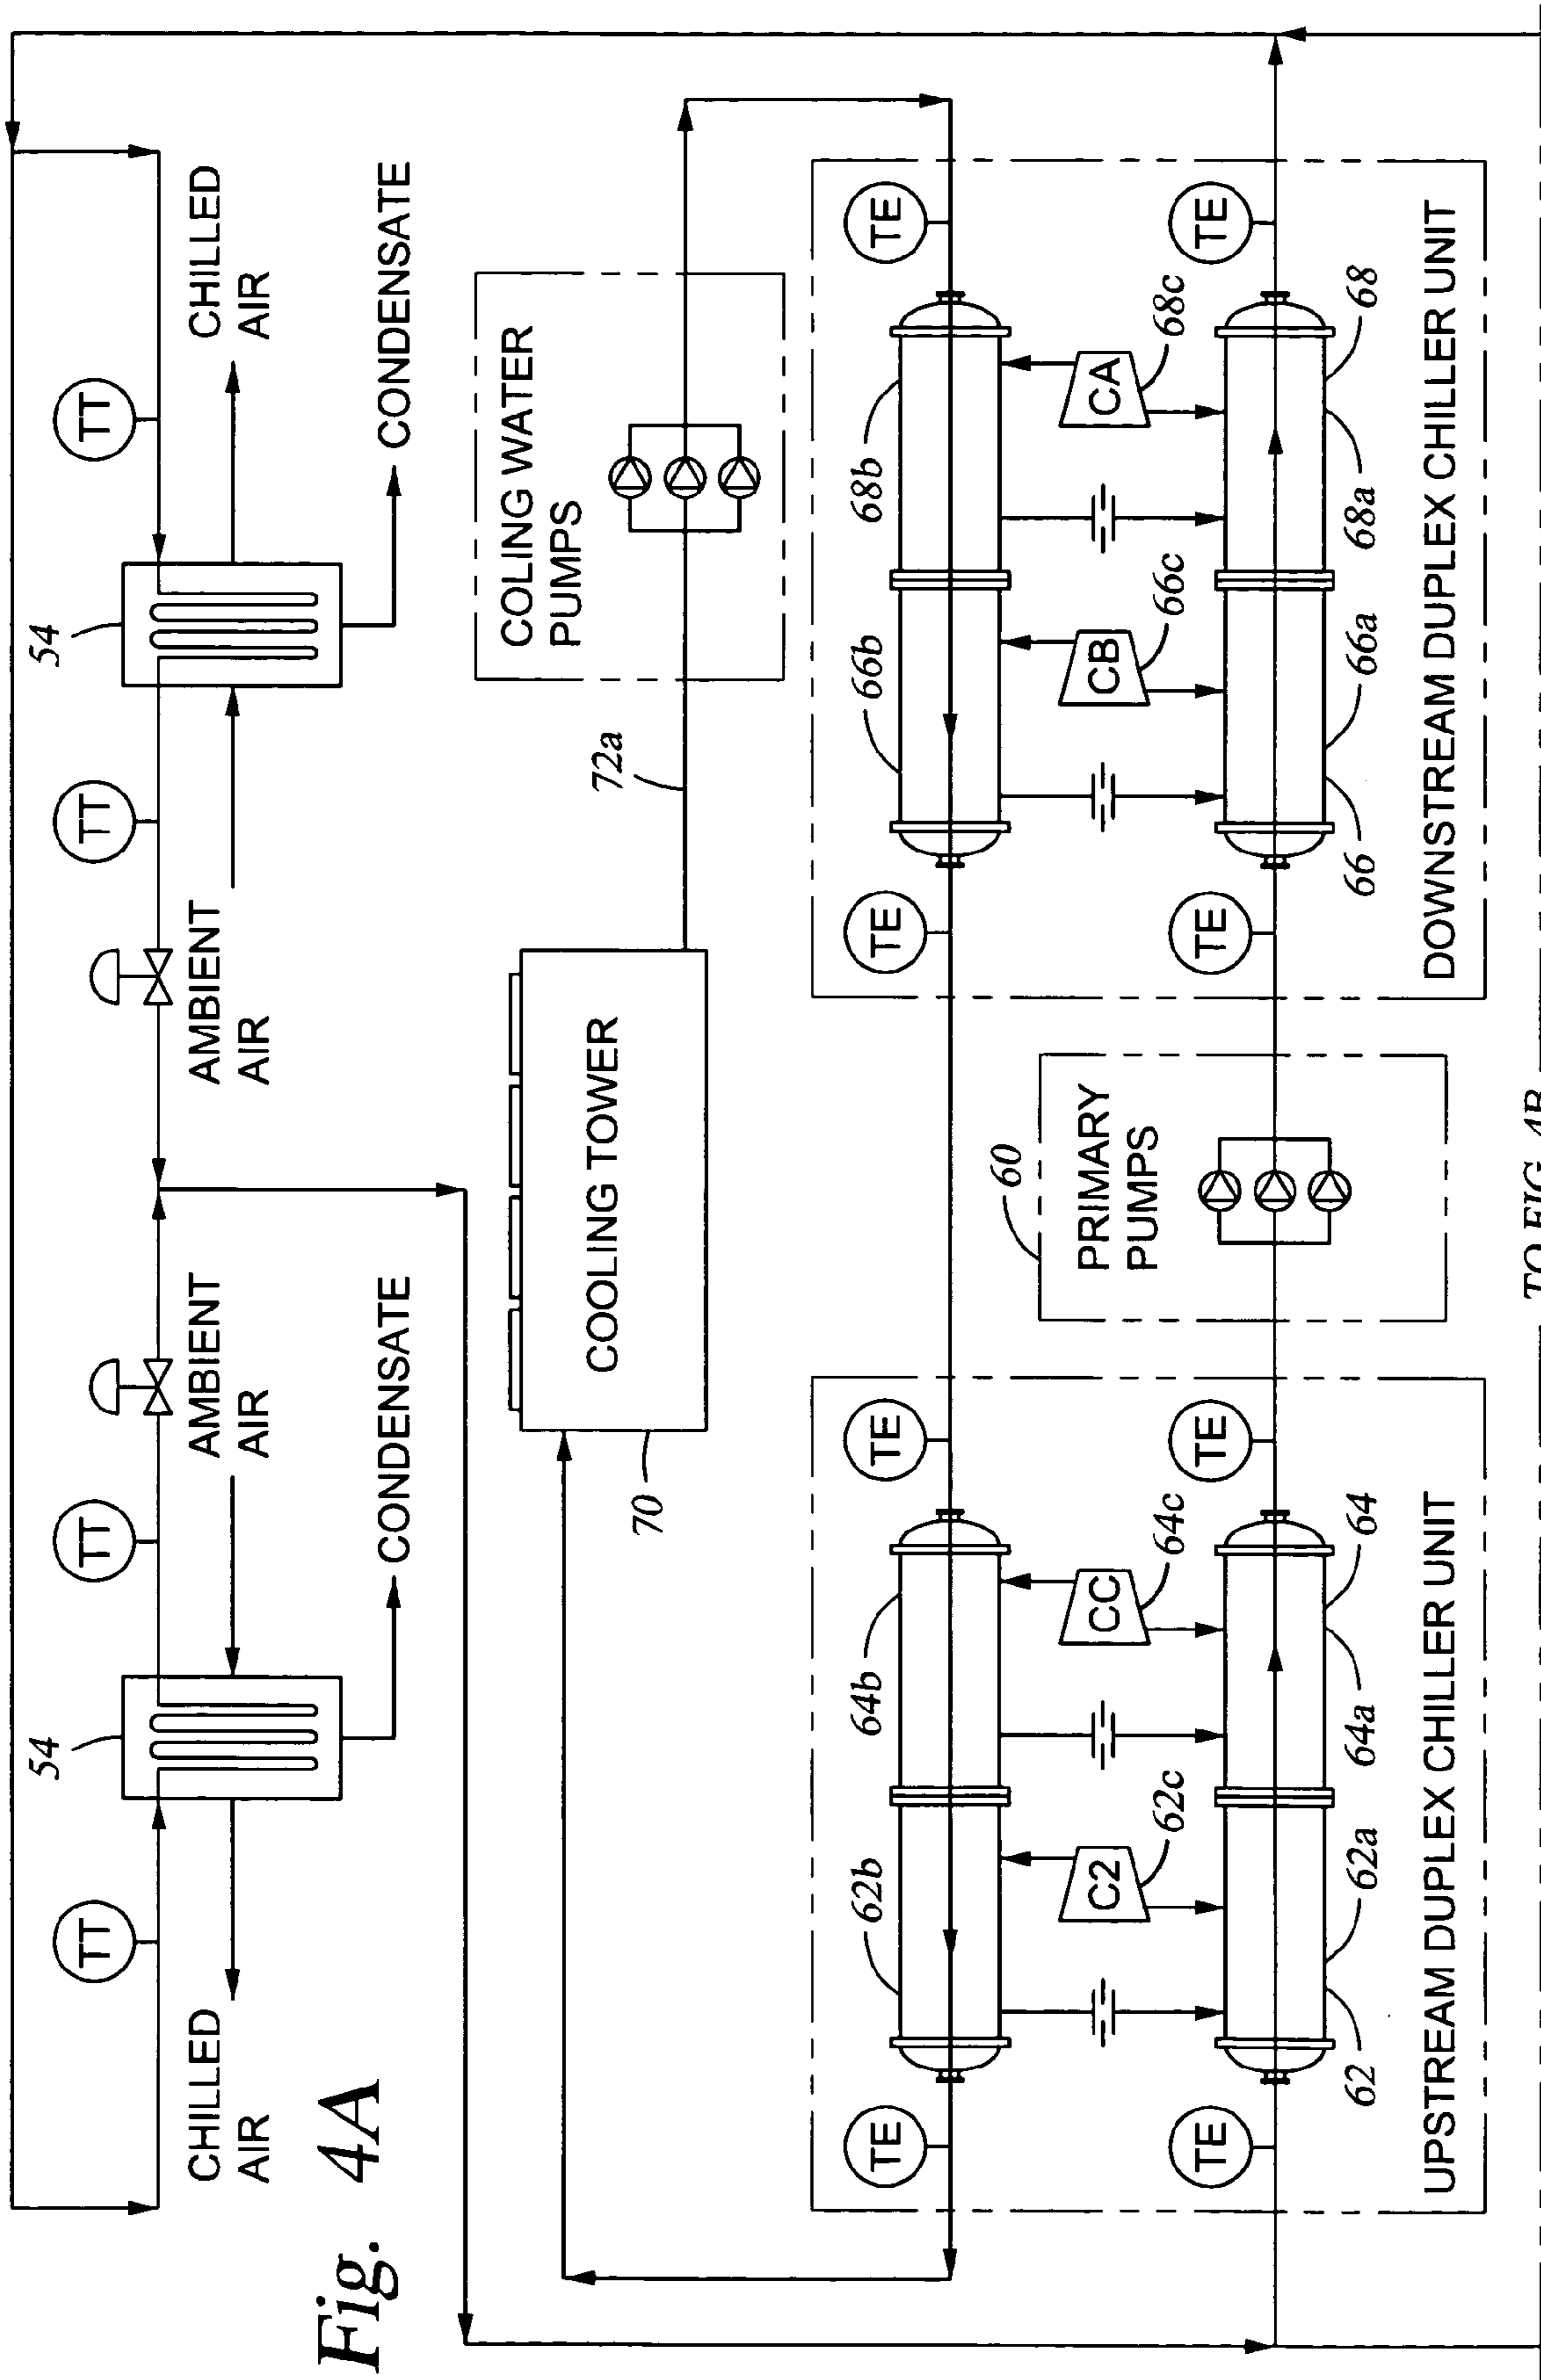 TT
TT
TT
TT
54
54
CHILLED
AIR
AMBIENT
AIR
AMBIENT
AIR
CHILLED
AIR
CONDENSATE
CONDENSATE
Fig. 4A
COOLING TOWER
70
72a
COLING WATER
PUMPS
TE
62b
64b
TE
TE
66b
68b
TE
C2
62c
CC
64c
60
PRIMARY
PUMPS
CB
66c
CA
68c
TE
TE
TE
TE
62
62a
64a
64
66
66a
68a
68
UPSTREAM DUPLEX CHILLER UNIT
DOWNSTREAM DUPLEX CHILLER UNIT
TO FIG. 4B